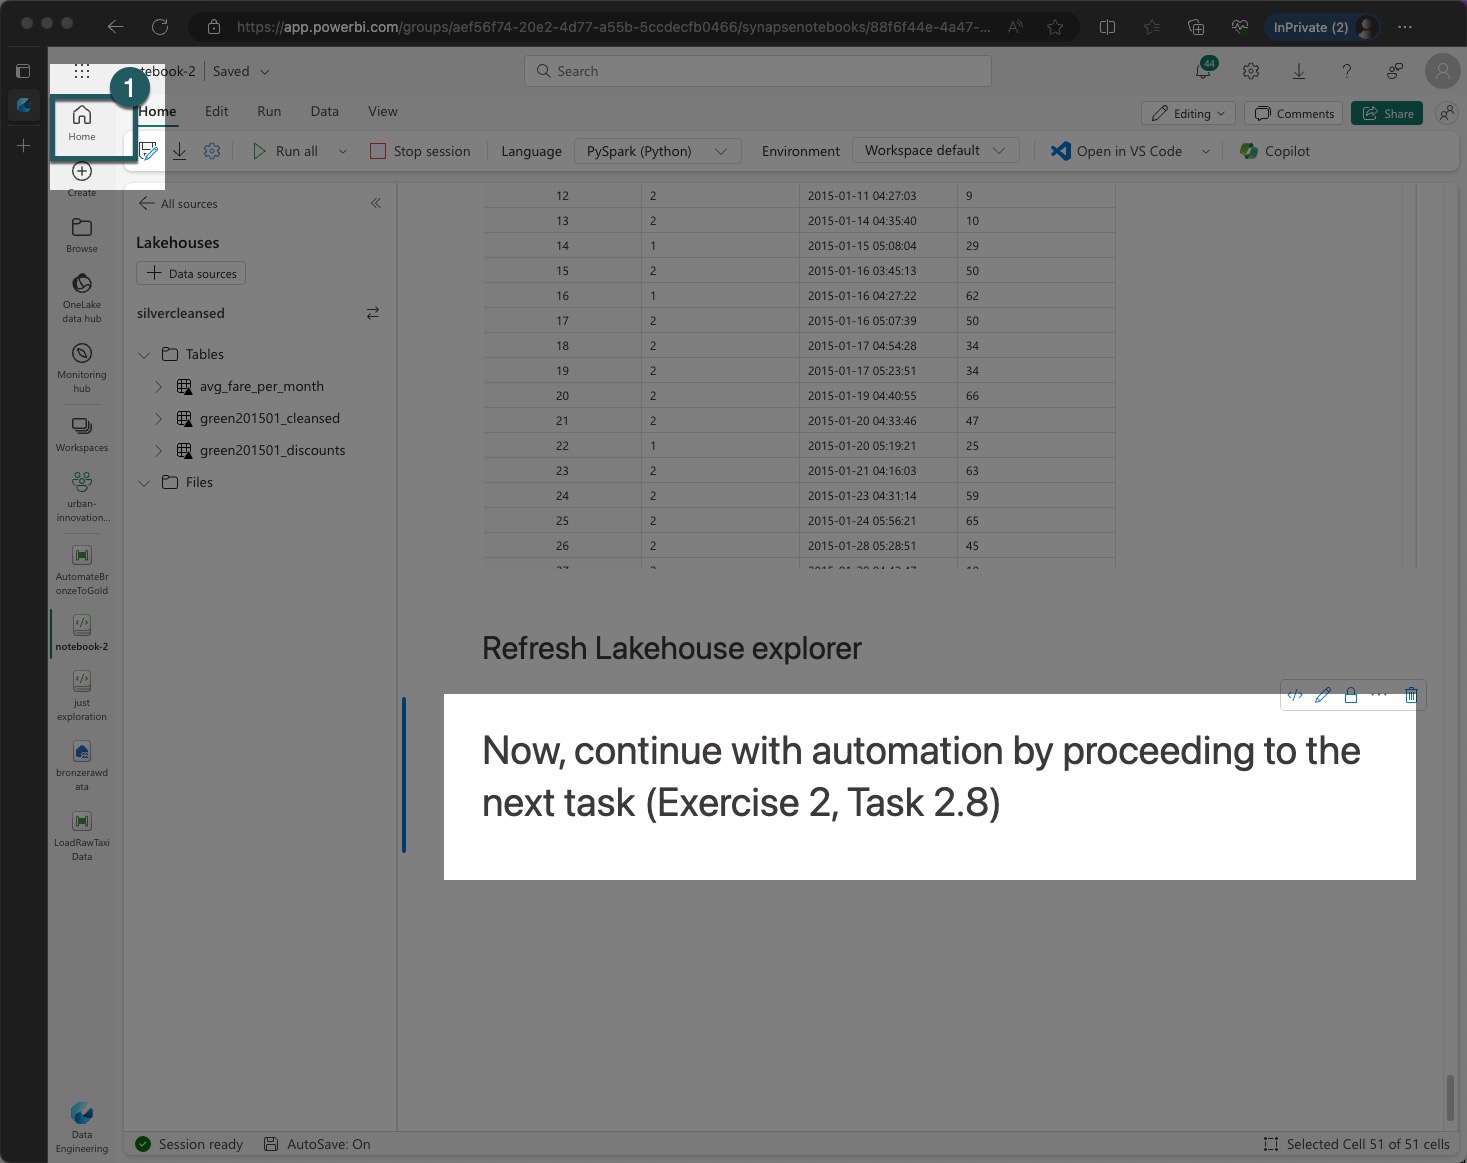 https://app.powerbi.com/groups/aef56f74-20e2-4d77-a55b-5ccdecfb0466/synapsenotebooks/88f6f44e-4a47-...
InPrivate (2)
tebook-2 Saved
Search
44
1
Home
Home Edit Run Data View
Editing Comments Share
Run all Stop session Language PySpark (Python) Environment Workspace default Open in VS Code Copilot
Create
Browse
OneLake
data hub
Monitoring
hub
Workspaces
urban-
innovation...
AutomateBr
onzeToGold
notebook-2
just
exploration
bronzerawd
ata
LoadRawTaxi
Data
Data
Engineering
All sources
Lakehouses
Data sources
silvercleansed
Tables
avg_fare_per_month
green201501_cleansed
green201501_discounts
Files
12 2 2015-01-11 04:27:03 9
13 2 2015-01-14 04:35:40 10
14 1 2015-01-15 05:08:04 29
15 2 2015-01-16 03:45:13 50
16 1 2015-01-16 04:27:22 62
17 2 2015-01-16 05:07:39 50
18 2 2015-01-17 04:54:28 34
19 2 2015-01-17 05:23:51 34
20 2 2015-01-19 04:40:55 66
21 2 2015-01-20 04:33:46 47
22 1 2015-01-20 05:19:21 25
23 2 2015-01-21 04:16:03 63
24 2 2015-01-23 04:31:14 59
25 2 2015-01-24 05:56:21 65
26 2 2015-01-28 05:28:51 45
Refresh Lakehouse explorer
Now, continue with automation by proceeding to the
next task (Exercise 2, Task 2.8)
Session ready AutoSave: On
Selected Cell 51 of 51 cells